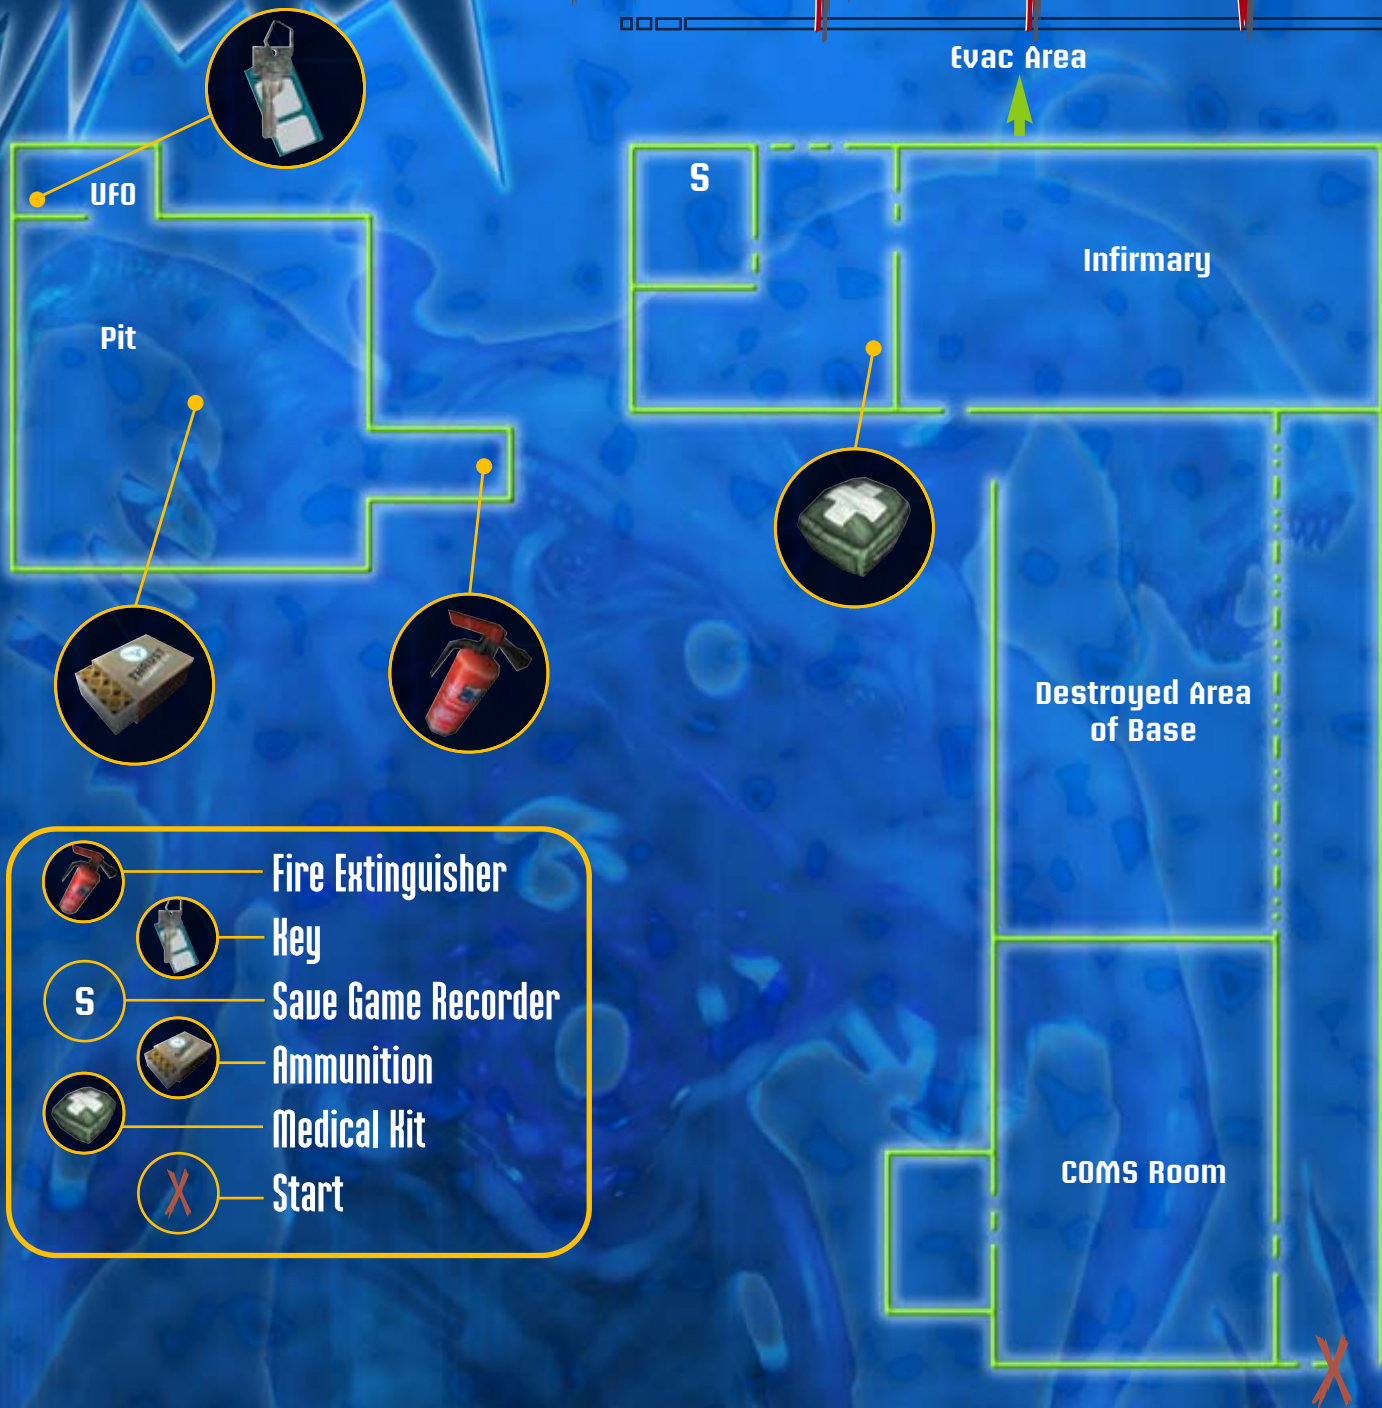 Evac Area
UFO
S
Infirmary
Pit
Destroyed Area
of Base
Fire Extinguisher
Key
S
Save Game Recorder
Ammunition
Medical Kit
Start
COMS Room